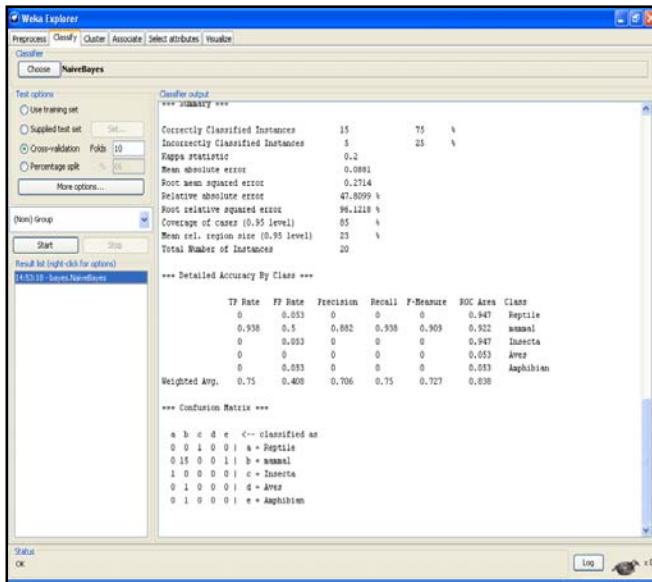 Weka Explorer
Preprocess Classify Cluster Associate Select attributes Visualize
Classifier
Choose NaiveBayes
Test options
Use training set
Supplied test set Set...
Cross-validation Folds 10
Percentage split % 66
More options...
(Nom) Group
Start Stop
Result list (right-click for options)
14:53:18 - bayes.NaiveBayes
Classifier output
=== Summary ===
Correctly Classified Instances 15 75 %
Incorrectly Classified Instances 5 25 %
Kappa statistic 0.2
Mean absolute error 0.0881
Root mean squared error 0.2714
Relative absolute error 47.8099 %
Root relative squared error 96.1218 %
Coverage of cases (0.95 level) 85 %
Mean rel. region size (0.95 level) 23 %
Total Number of Instances 20
=== Detailed Accuracy By Class ===
TP Rate FP Rate Precision Recall F-Measure ROC Area Class
0 0.053 0 0 0 0.947 Reptile
0.938 0.5 0.882 0.938 0.909 0.922 mammal
0 0.053 0 0 0 0.947 Insecta
0 0 0 0 0 0.053 Aves
0 0.053 0 0 0 0.053 Amphibian
Weighted Avg. 0.75 0.408 0.706 0.75 0.727 0.838
=== Confusion Matrix ===
a b c d e <-- classified as
0 0 1 0 0 | a = Reptile
0 15 0 0 1 | b = mammal
1 0 0 0 0 | c = Insecta
0 1 0 0 0 | d = Aves
0 1 0 0 0 | e = Amphibian
Status
OK
Log x 0